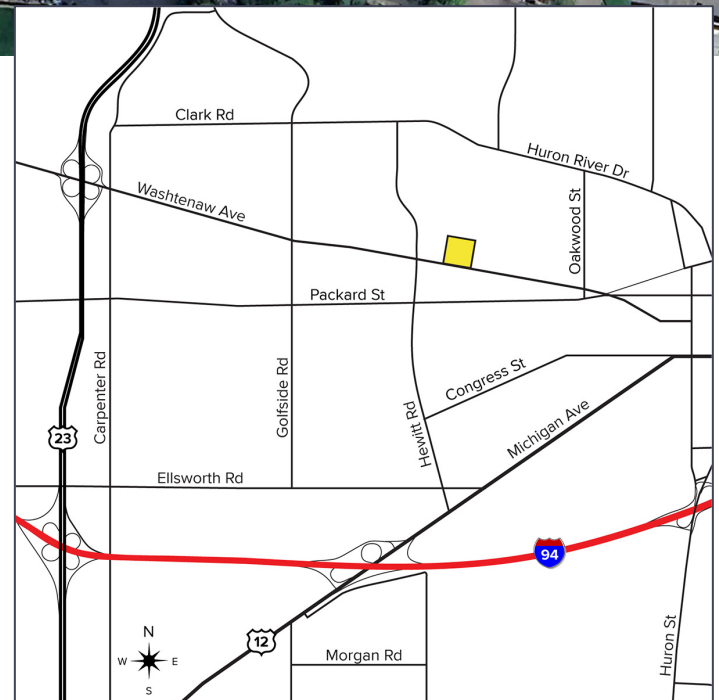 Clark Rd
Huron River Dr
Washtenaw Ave
Oakwood St
Packard St
Carpenter Rd
Golfside Rd
Congress St
Hewitt Rd
Michigan Ave
23
Ellsworth Rd
94
N
W E
S
12
Morgan Rd
Huron St